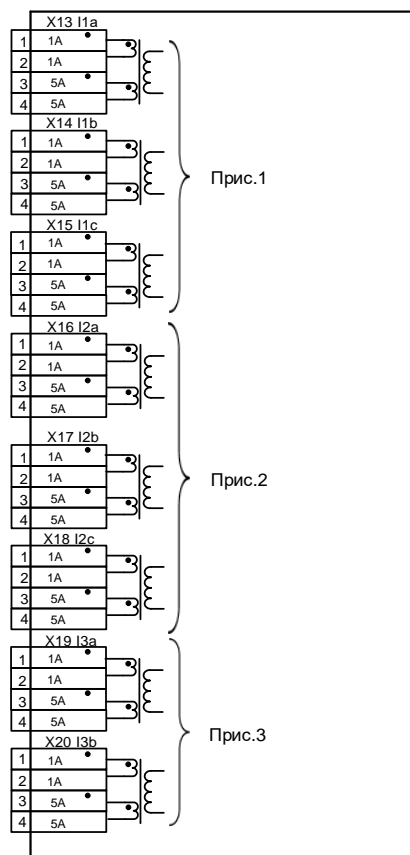 X13 I1a
1 1A
2 1A
3 5A
4 5A
X14 I1b
1 1A
2 1A
3 5A
4 5A
Прис.1
X15 I1c
1 1A
2 1A
3 5A
4 5A
X16 I2a
1 1A
2 1A
3 5A
4 5A
X17 I2b
1 1A
2 1A
3 5A
4 5A
Прис.2
X18 I2c
1 1A
2 1A
3 5A
4 5A
X19 I3a
1 1A
2 1A
3 5A
4 5A
Прис.3
X20 I3b
1 1A
2 1A
3 5A
4 5A